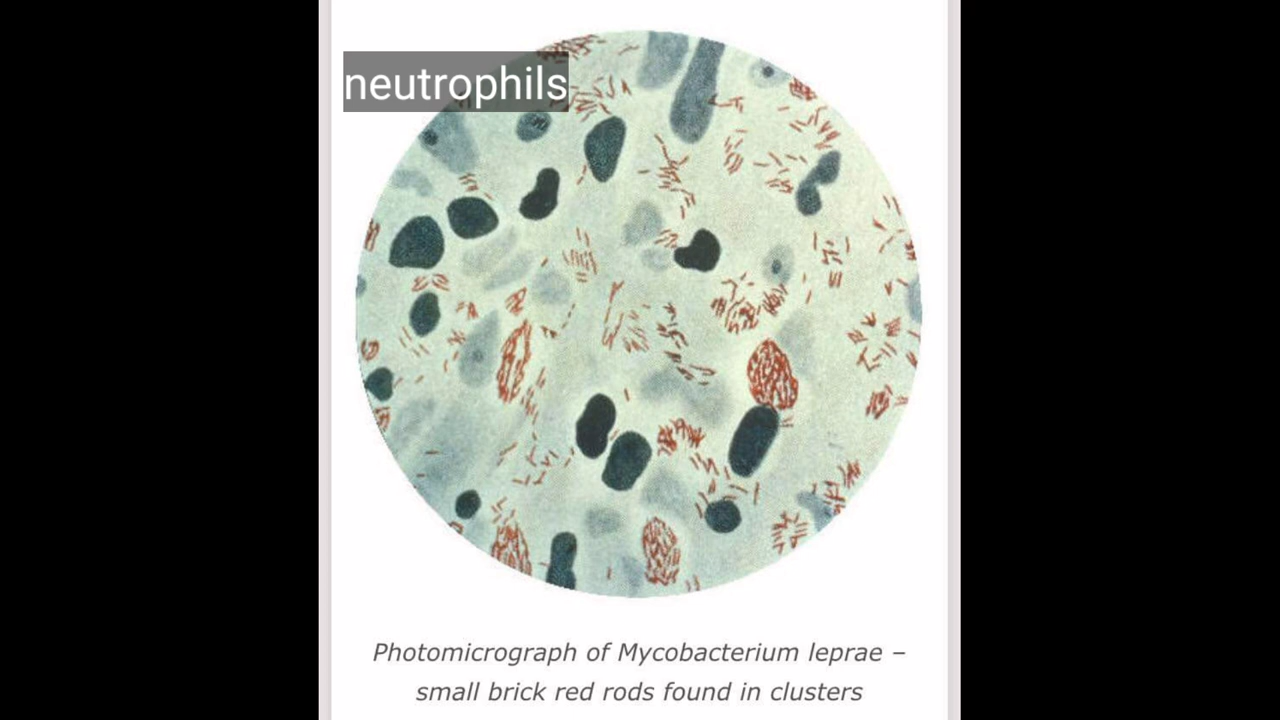 neutrophils
Photomicrograph of Mycobacterium leprae –
small brick red rods found in clusters